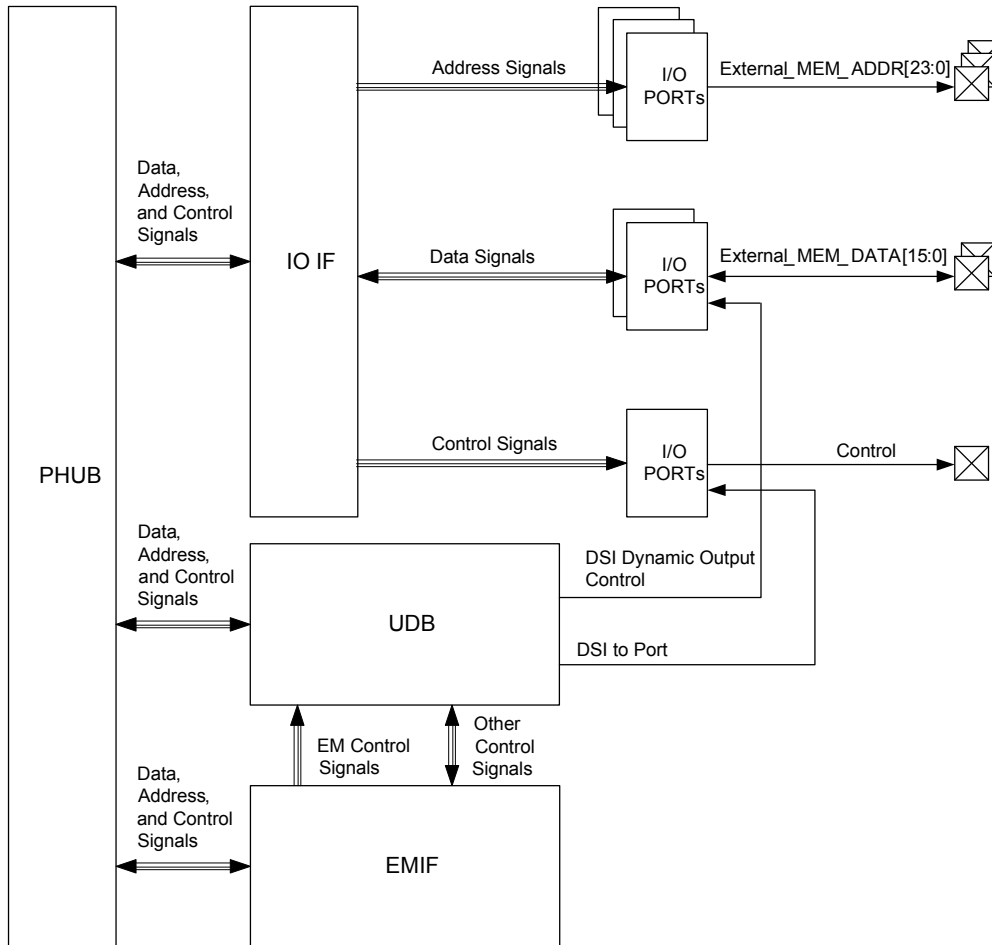 Address Signals
I/O
PORTs
External_MEM_ADDR[23:0]
Data,
Address,
and Control
Signals
IO IF
Data Signals
I/O
PORTs
External_MEM_DATA[15:0]
Control Signals
I/O
PORTs
Control
PHUB
Data,
Address,
and Control
Signals
UDB
DSI Dynamic Output
Control
DSI to Port
EM Control
Signals
Other
Control
Signals
Data,
Address,
and Control
Signals
EMIF